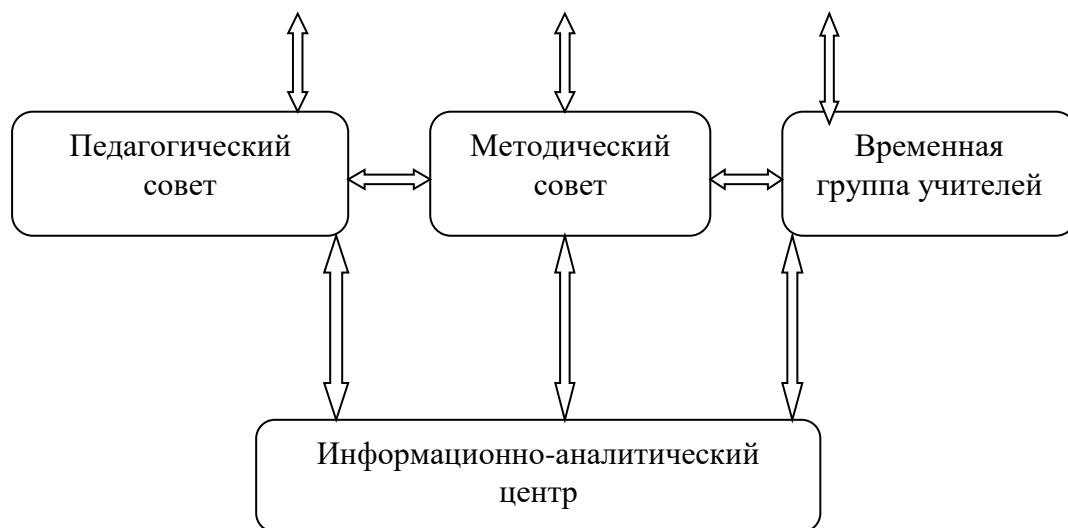 Педагогический
совет
Методический
совет
Временная
группа учителей
Информационно-аналитический
центр